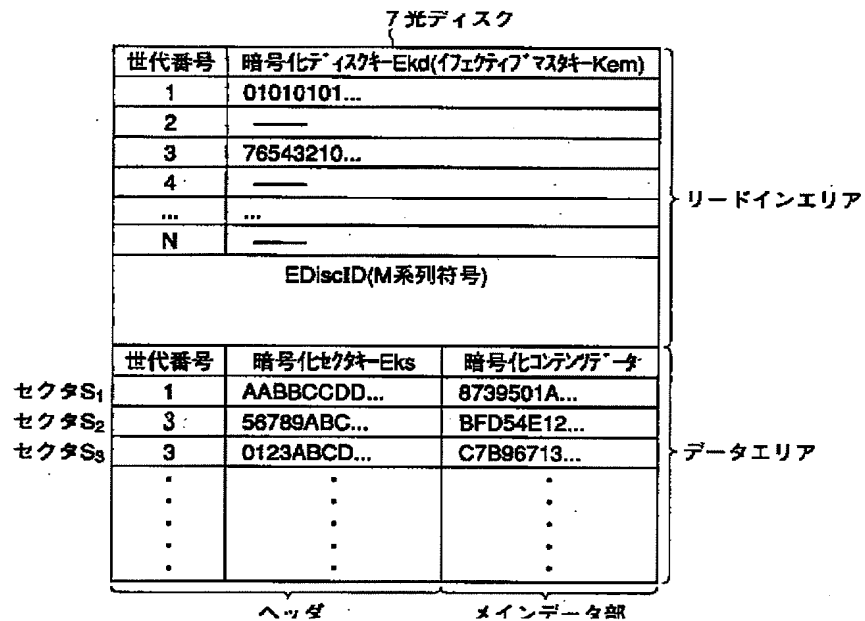 7 光ディスク
世代番号 暗号化ディスクキーEkd(イフェクティブマスタキーKem)
1 01010101...
2 ——
3 76543210...
4 ——
... ...
N ——
リードインエリア
EDiscID(M系列符号)
世代番号 暗号化セクタキーEks 暗号化コンテンツデータ
セクタS₁ 1 AABBCCDD... 8739501A...
セクタS₂ 3 56789ABC... BFD54E12...
セクタS₃ 3 0123ABCD... C7B96713...
データエリア
ヘッダ メインデータ部